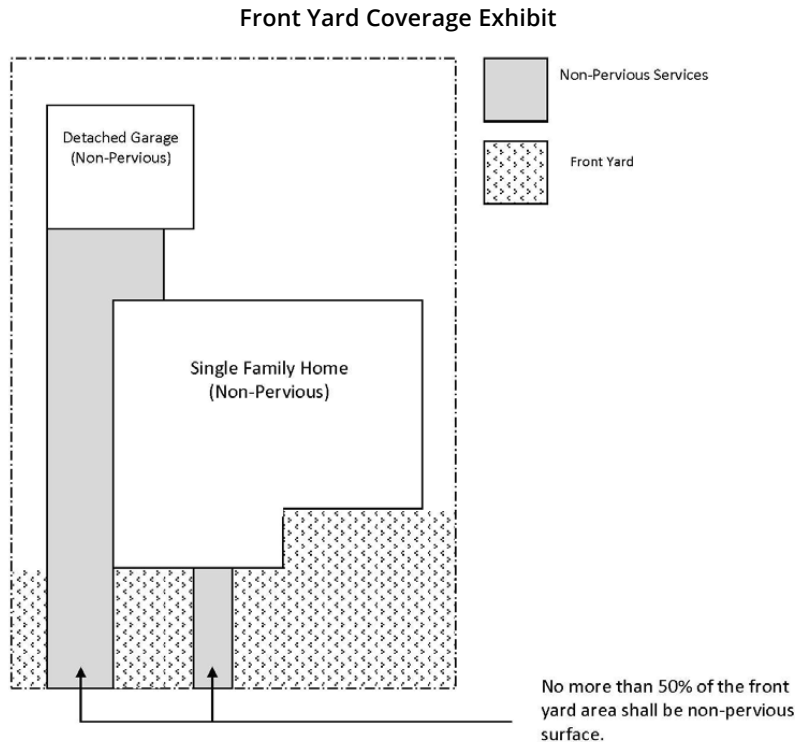 Front Yard Coverage Exhibit
Non-Pervious Services
Detached Garage
(Non-Pervious)
Front Yard
Single Family Home
(Non-Pervious)
No more than 50% of the front
yard area shall be non-pervious
surface.